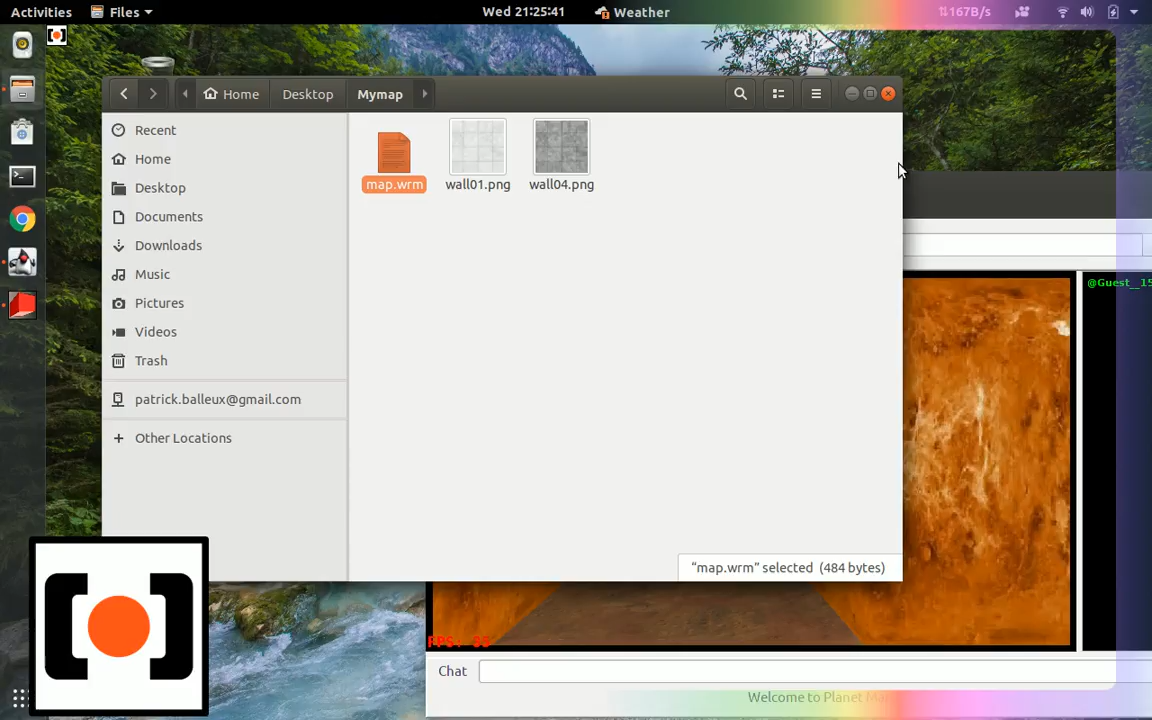 Activities
Files
Wed 21:25:41
Weather
167B/s
Home
Desktop
Mymap
Recent
Home
Desktop
Documents
Downloads
Music
Pictures
Videos
Trash
patrick.balleux@gmail.com
Other Locations
map.wrm
wall01.png
wall04.png
"map.wrm" selected (484 bytes)
@Guest_15
Chat